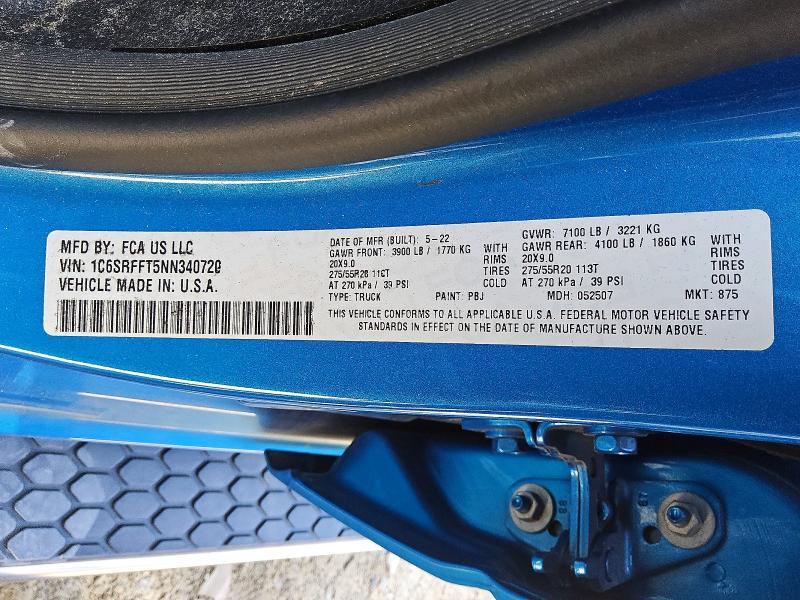 MFD BY: FCA US LLC
VIN: 1C6SRFFT5NN340720
VEHICLE MADE IN: U.S.A.
DATE OF MFR (BUILT): 5-22
GAWR FRONT: 3900 LB / 1770 KG WITH
20X9.0 RIMS
275/55R20 TIRES
AT 270 kPa / 39 PSI COLD
TYPE: TRUCK PAINT: PBJ
GVWR: 7100 LB / 3221 KG
GAWR REAR: 4100 LB / 1860 KG WITH
20X9.0 RIMS
275/55R20 113T TIRES
AT 270 kPa / 39 PSI COLD
MDH: 052507 MKT: 875
THIS VEHICLE CONFORMS TO ALL APPLICABLE U.S.A. FEDERAL MOTOR VEHICLE SAFETY
STANDARDS IN EFFECT ON THE DATE OF MANUFACTURE SHOWN ABOVE.